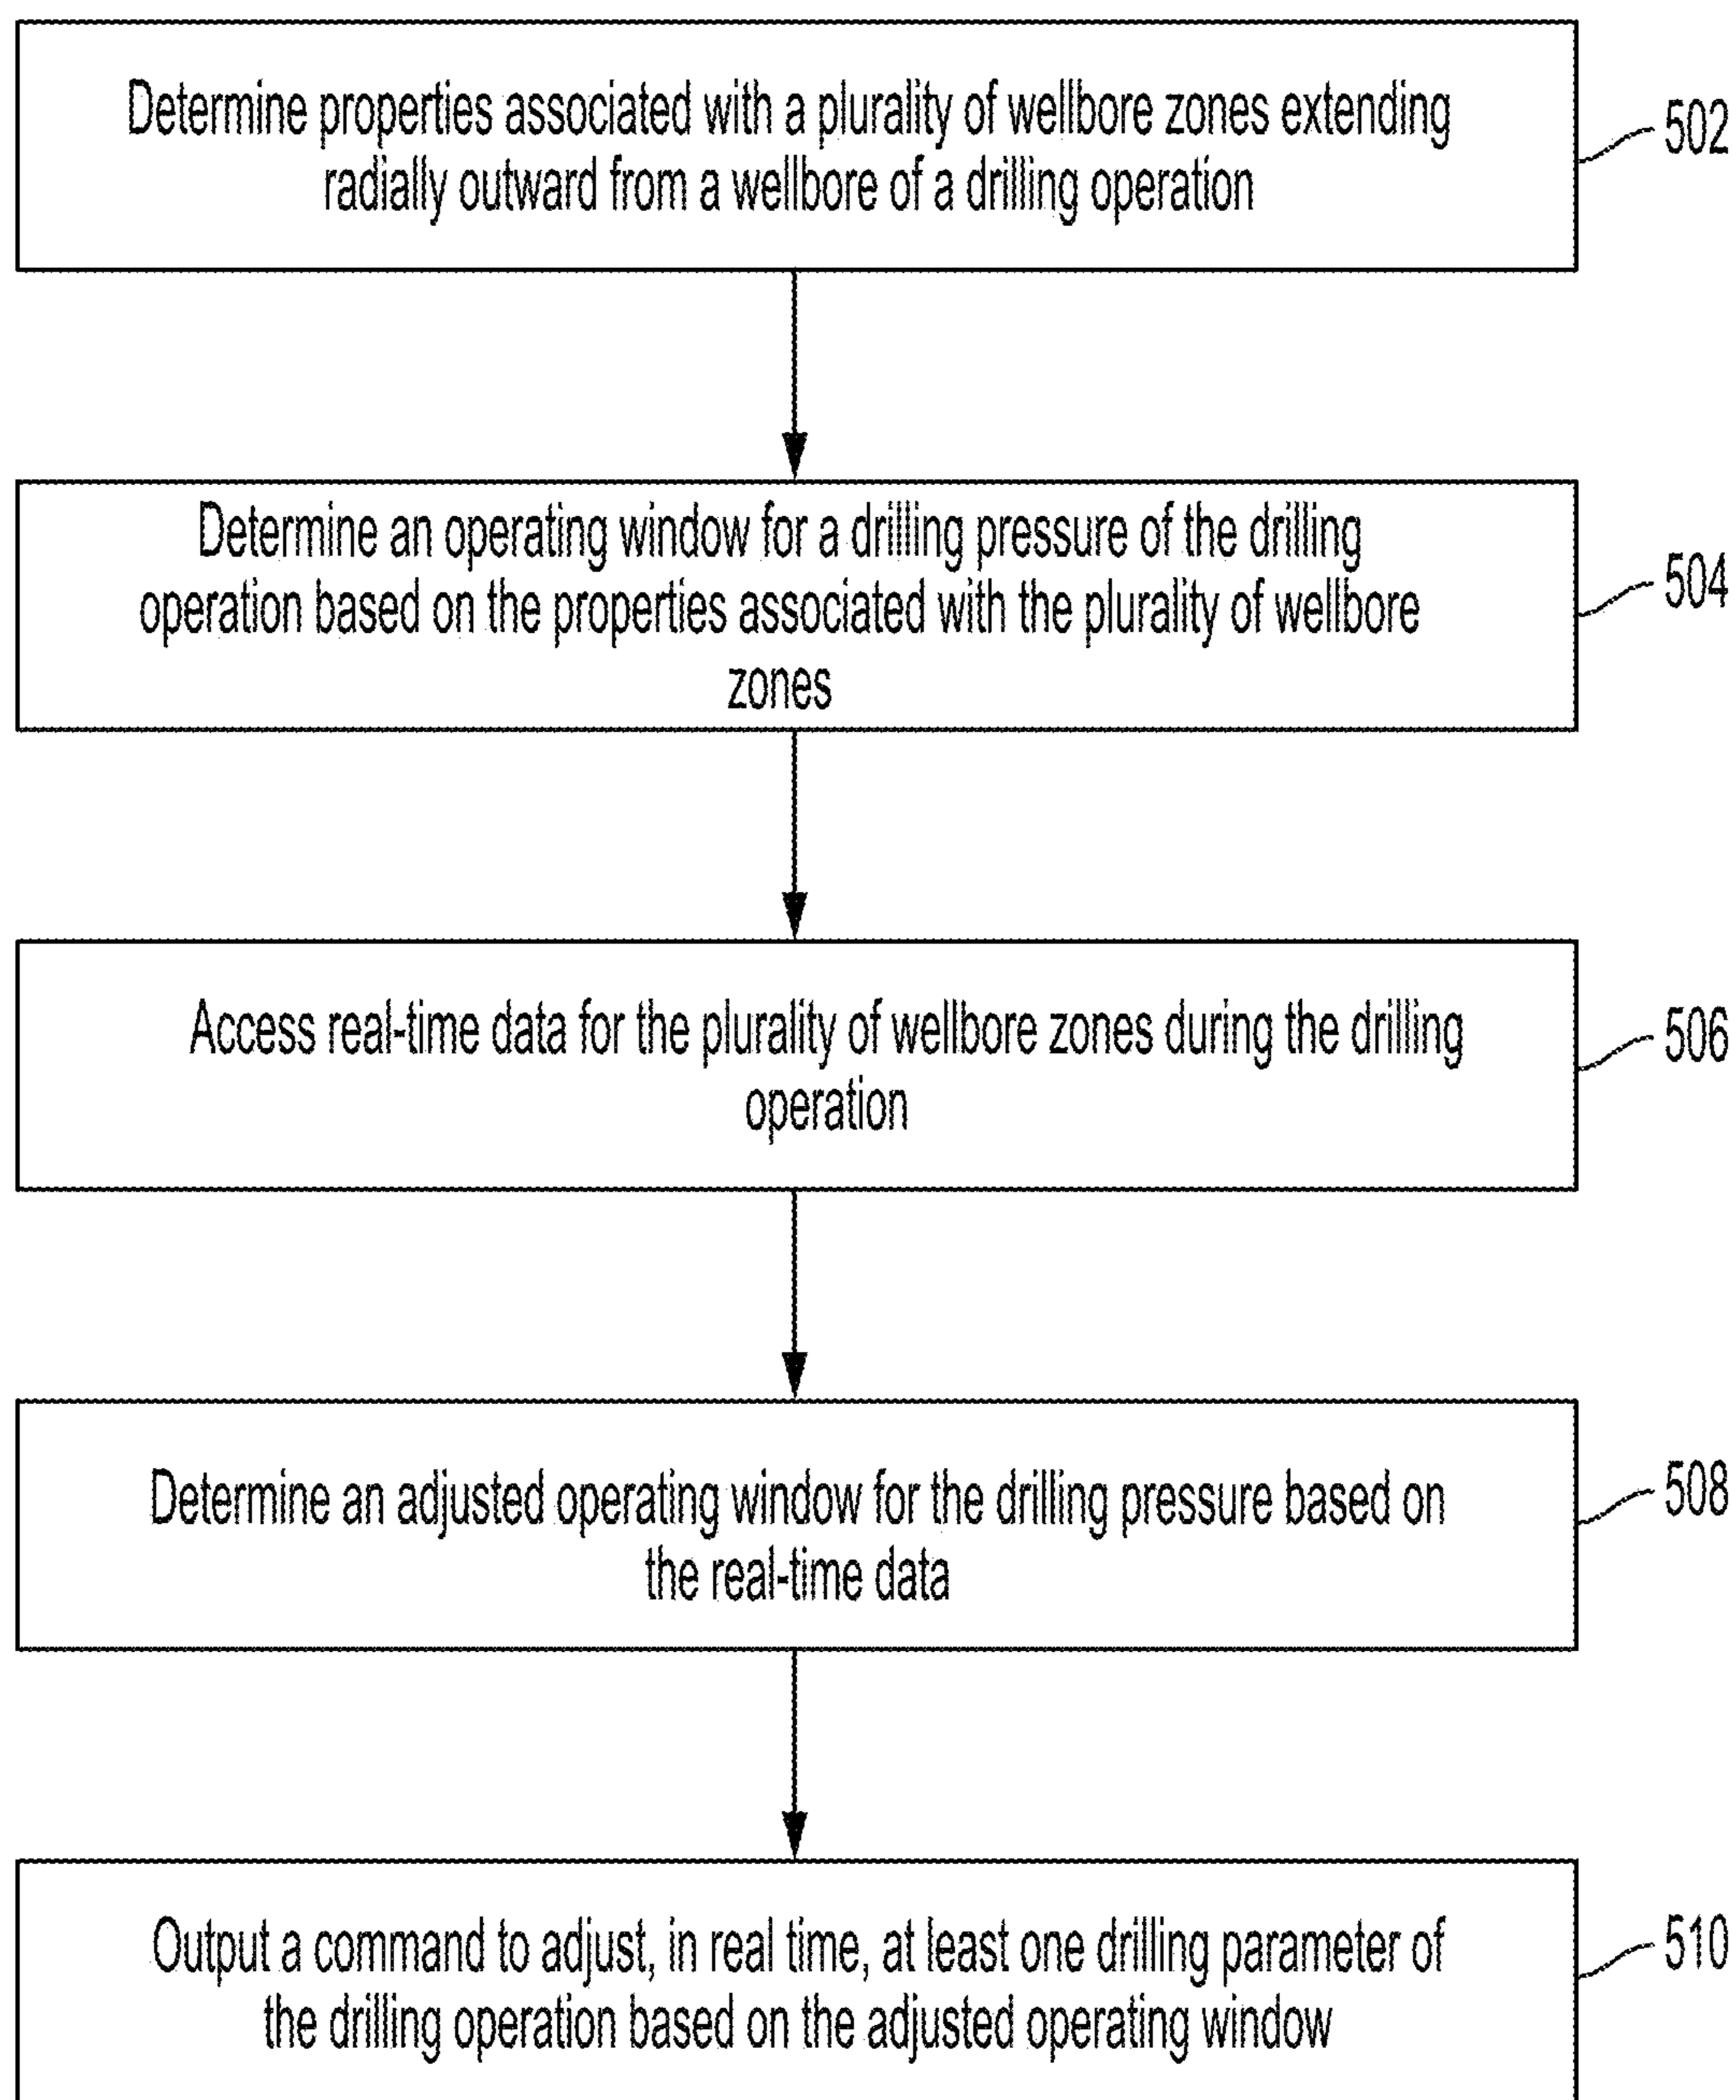 Determine properties associated with a plurality of wellbore zones extending
radially outward from a wellbore of a drilling operation
502
Determine an operating window for a drilling pressure of the drilling
operation based on the properties associated with the plurality of wellbore
zones
504
Access real-time data for the plurality of wellbore zones during the drilling
operation
506
Determine an adjusted operating window for the drilling pressure based on
the real-time data
508
Output a command to adjust, in real time, at least one drilling parameter of
the drilling operation based on the adjusted operating window
510